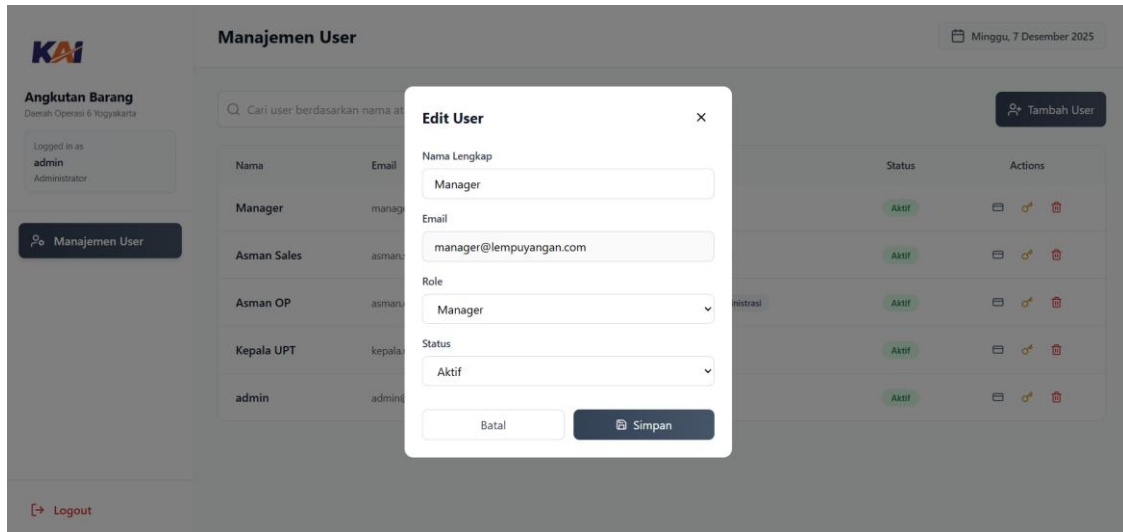 KAI
Manajemen User
Minggu, 7 Desember 2025
Angkutan Barang
Daerah Operasi 6 Yogyakarta
Logged in as
admin
Administrator
Manajemen User
Logout
Cari user berdasarkan nama
Tambah User
Nama Email Status Actions
Manager Aktif
Asman Sales Aktif
Asman OP Aktif
Kepala UPT Aktif
admin Aktif
Edit User
Nama Lengkap
Manager
Email
manager@lempuyangan.com
Role
Manager
Status
Aktif
Batal Simpan